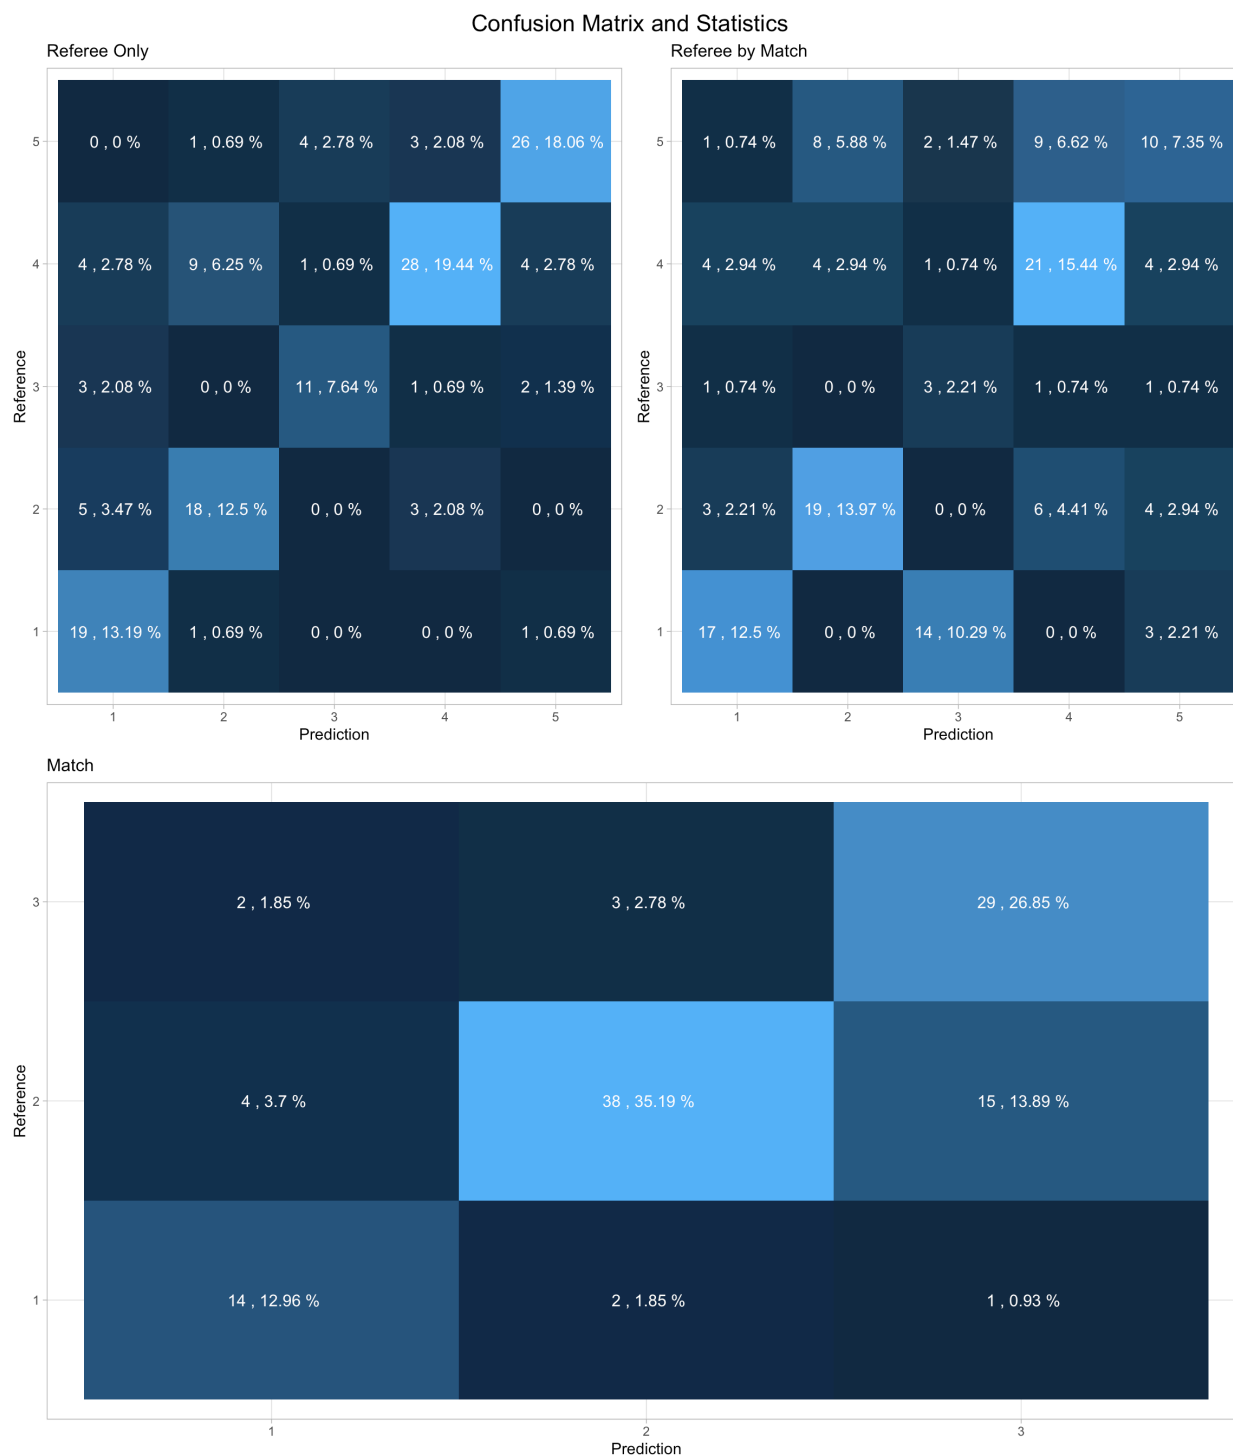 Confusion Matrix and Statistics
Referee Only
5
0 , 0 % 1 , 0.69 % 4 , 2.78 % 3 , 2.08 % 26 , 18.06 %
4
4 , 2.78 % 9 , 6.25 % 1 , 0.69 % 28 , 19.44 % 4 , 2.78 %
Reference
3
3 , 2.08 % 0 , 0 % 11 , 7.64 % 1 , 0.69 % 2 , 1.39 %
2
5 , 3.47 % 18 , 12.5 % 0 , 0 % 3 , 2.08 % 0 , 0 %
1
19 , 13.19 % 1 , 0.69 % 0 , 0 % 0 , 0 % 1 , 0.69 %
1 2 3 4 5
Prediction
Referee by Match
5
1 , 0.74 % 8 , 5.88 % 2 , 1.47 % 9 , 6.62 % 10 , 7.35 %
4
4 , 2.94 % 4 , 2.94 % 1 , 0.74 % 21 , 15.44 % 4 , 2.94 %
Reference
3
1 , 0.74 % 0 , 0 % 3 , 2.21 % 1 , 0.74 % 1 , 0.74 %
2
3 , 2.21 % 19 , 13.97 % 0 , 0 % 6 , 4.41 % 4 , 2.94 %
1
17 , 12.5 % 0 , 0 % 14 , 10.29 % 0 , 0 % 3 , 2.21 %
1 2 3 4 5
Prediction
Match
3
2 , 1.85 % 3 , 2.78 % 29 , 26.85 %
Reference
2
4 , 3.7 % 38 , 35.19 % 15 , 13.89 %
1
14 , 12.96 % 2 , 1.85 % 1 , 0.93 %
1 2 3
Prediction